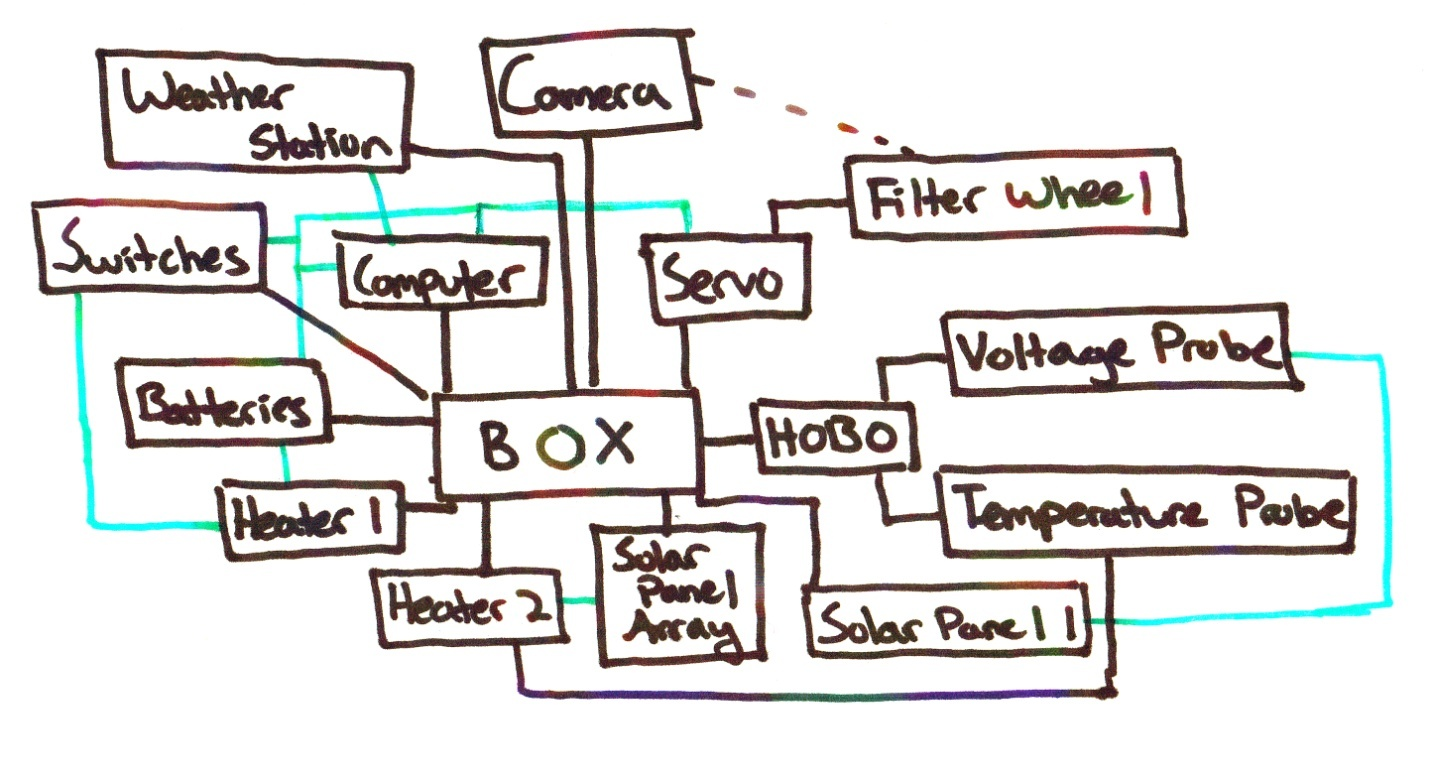 Weather
Station
Camera
Filter Wheel
Switches
Computer
Servo
Voltage Probe
Batteries
BOX
HOBO
Heater 1
Temperature Probe
Solar
Panel
Array
Heater 2
Solar Panel 1